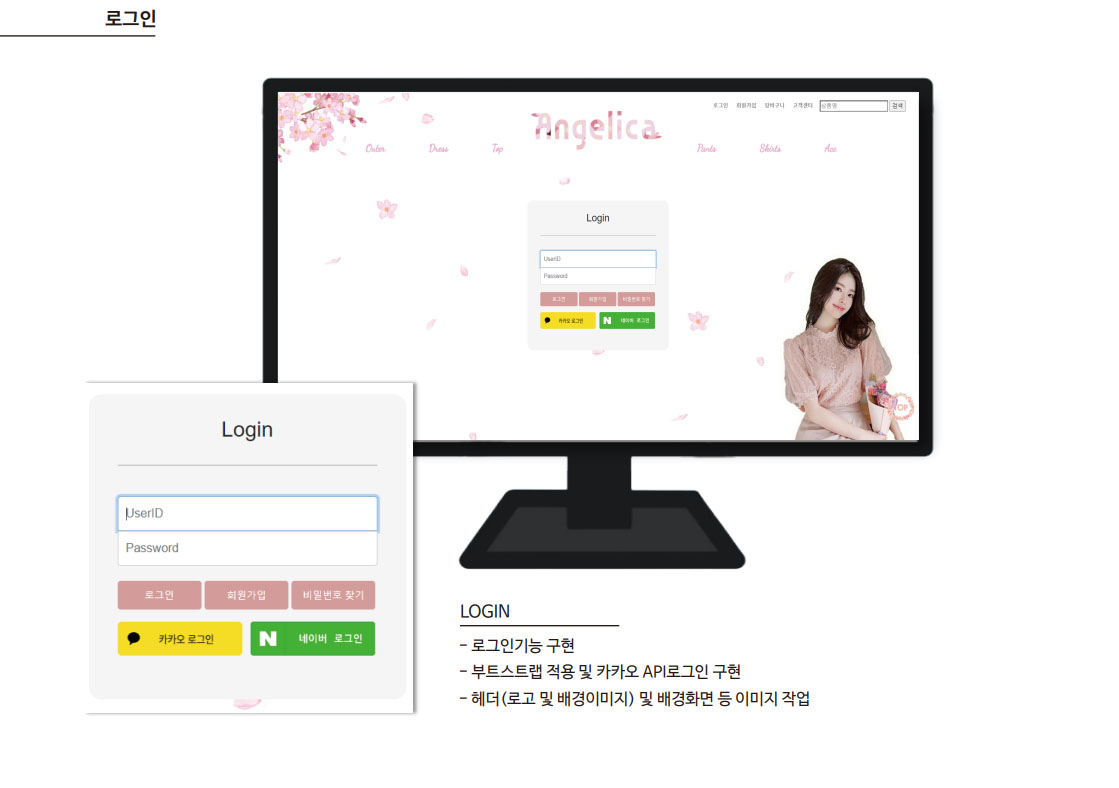 로그인
로그인 회원가입 장바구니 고객센터 상품명 검색
Angelica
Outer Dress Top Pants Skirts Acc
Login
UserID
Password
로그인 회원가입 비밀번호 찾기
카카오 로그인 N 네이버 로그인
TOP
Login
UserID
Password
로그인 회원가입 비밀번호 찾기
카카오 로그인 N 네이버 로그인
LOGIN
- 로그인기능 구현
- 부트스트랩 적용 및 카카오 API로그인 구현
- 헤더(로고 및 배경이미지) 및 배경화면 등 이미지 작업